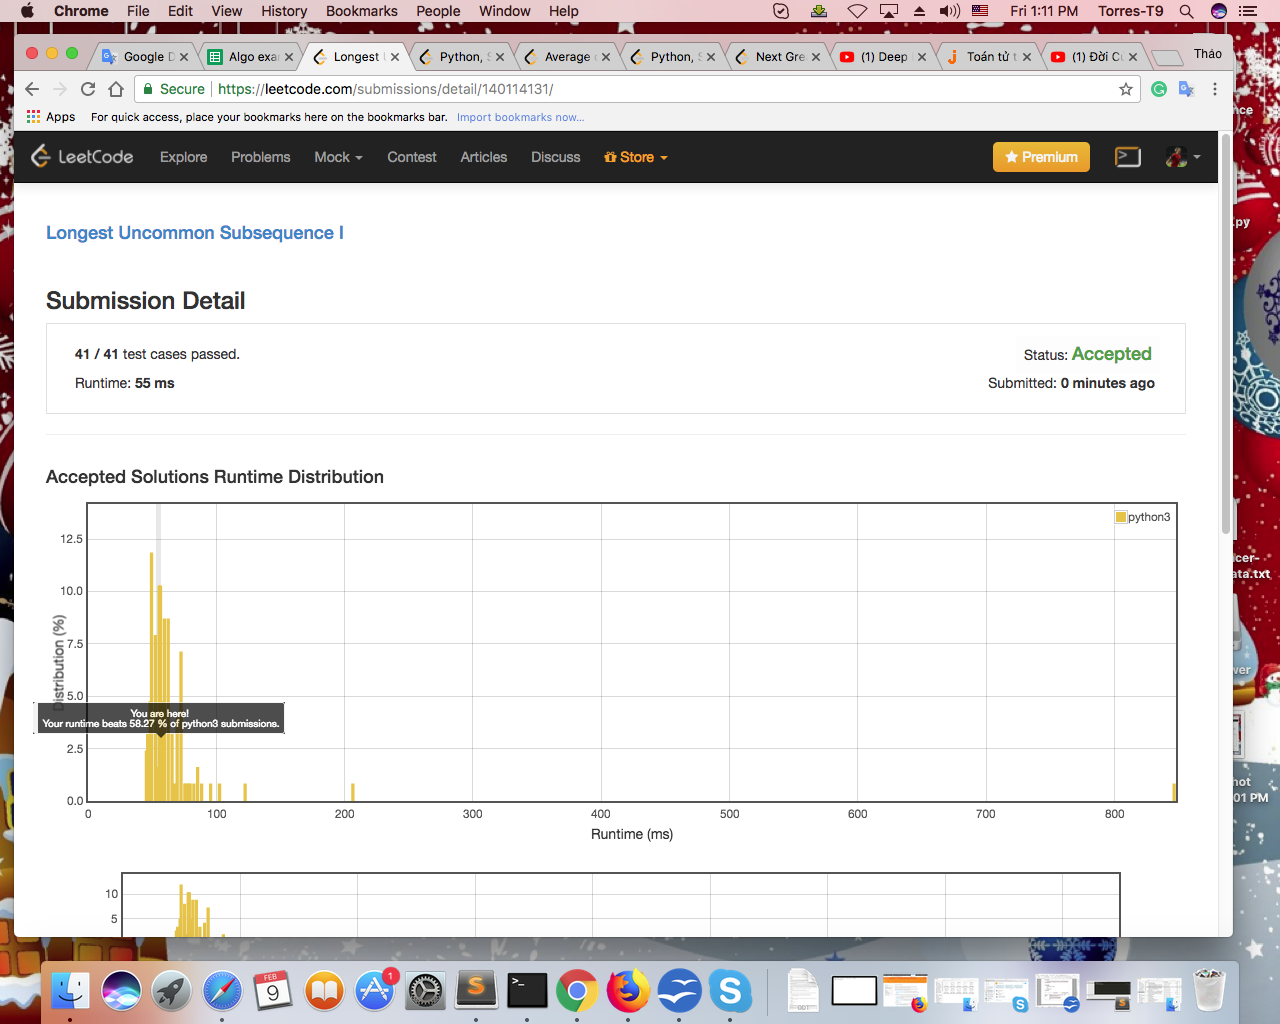 Chrome File Edit View History Bookmarks People Window Help Fri 1:11 PM Torres-T9
Google D Algo exa Longest Python, S Average Python, S Next Gre (1) Deep Toán tử t (1) Đời C Thảo
Secure https://leetcode.com/submissions/detail/140114131/
Apps For quick access, place your bookmarks here on the bookmarks bar. Import bookmarks now...
LeetCode Explore Problems Mock Contest Articles Discuss Store Premium
Longest Uncommon Subsequence I
Submission Detail
41 / 41 test cases passed. Status: Accepted
Runtime: 55 ms Submitted: 0 minutes ago
Accepted Solutions Runtime Distribution
python3
12.5
10.0
7.5
5.0
2.5
0.0
Distribution (%)
You are here!
Your runtime beats 58.27 % of python3 submissions.
0 100 200 300 400 500 600 700 800
Runtime (ms)
10
5
nce
py
cer-
ata.txt
wer
hot
01 PM
FEB
9
1